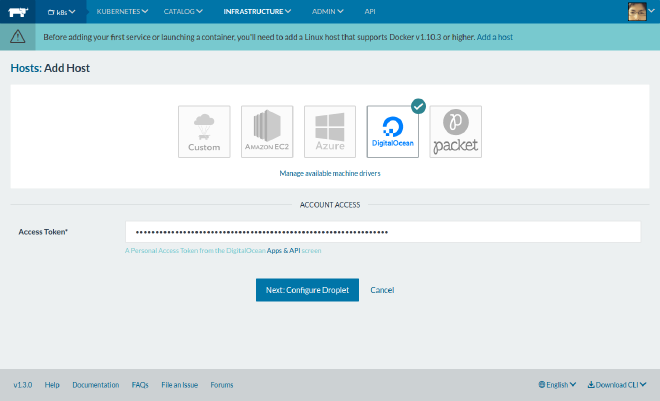 k8s KUBERNETES CATALOG INFRASTRUCTURE ADMIN API
Before adding your first service or launching a container, you'll need to add a Linux host that supports Docker v1.10.3 or higher. Add a host
Hosts: Add Host
Custom AMAZON EC2 Azure DigitalOcean packet
Manage available machine drivers
ACCOUNT ACCESS
Access Token* ••••••••••••••••••••••••••••••••••••••••••••••••••••••••••••••••
A Personal Access Token from the DigitalOcean Apps & API screen
Next: Configure Droplet Cancel
v1.3.0 Help Documentation FAQs File an Issue Forums English Download CLI